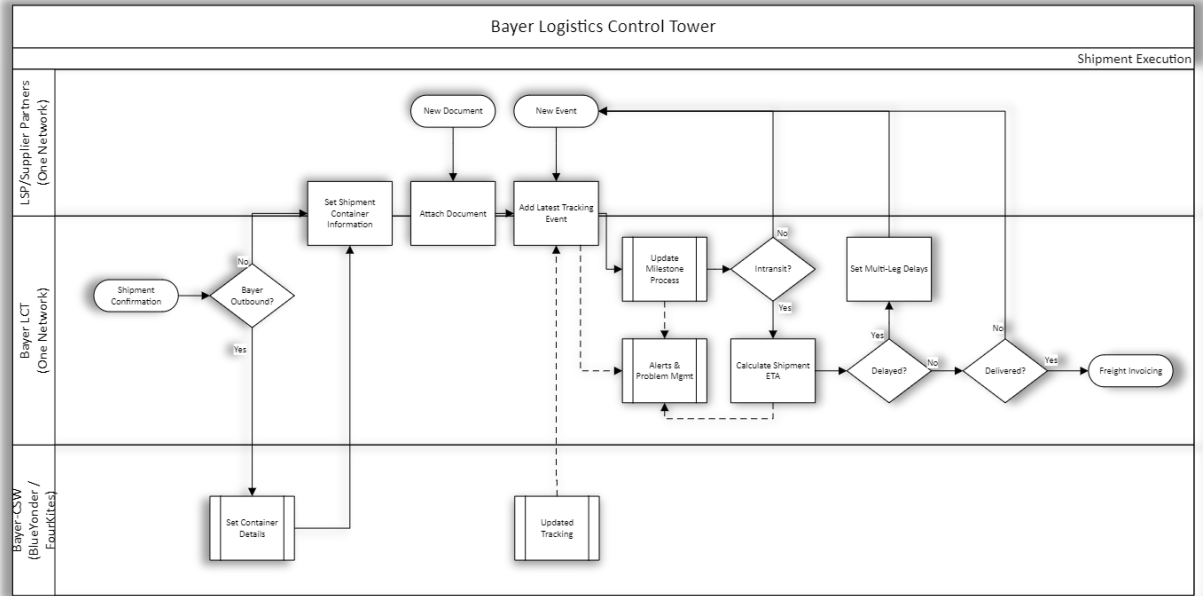 Bayer Logistics Control Tower
Shipment Execution
LSP/Supplier Partners
(One Network)
New Document
New Event
Set Shipment
Container
Information
Attach Document
Add Latest Tracking
Event
Bayer LCT
(One Network)
Shipment
Confirmation
No
Bayer
Outbound?
Yes
Update
Milestone
Process
No
Intransit?
Yes
Set Multi-Leg Delays
Alerts &
Problem Mgmt
Calculate Shipment
ETA
Yes
Delayed?
No
No
Delivered?
Yes
Freight Invoicing
Bayer-CSW
(BlueYonder /
FourKites)
Set Container
Details
Updated
Tracking